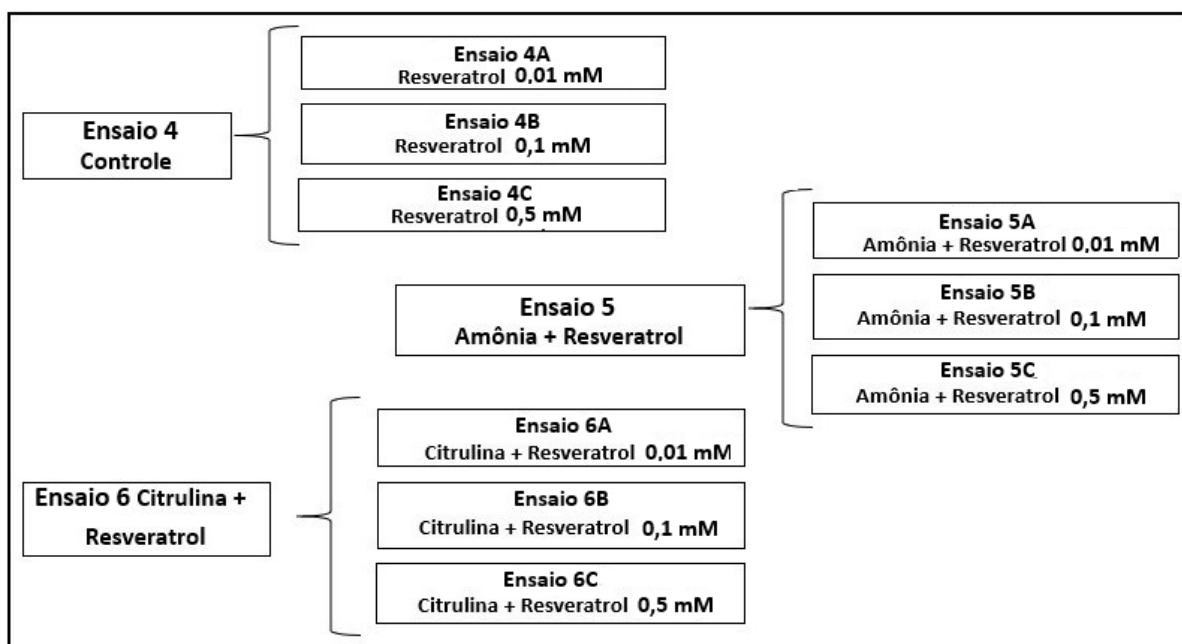 Ensaio 4
Controle
Ensaio 4A
Resveratrol 0,01 mM
Ensaio 4B
Resveratrol 0,1 mM
Ensaio 4C
Resveratrol 0,5 mM
Ensaio 5
Amônia + Resveratrol
Ensaio 5A
Amônia + Resveratrol 0,01 mM
Ensaio 5B
Amônia + Resveratrol 0,1 mM
Ensaio 5C
Amônia + Resveratrol 0,5 mM
Ensaio 6 Citrulina +
Resveratrol
Ensaio 6A
Citrulina + Resveratrol 0,01 mM
Ensaio 6B
Citrulina + Resveratrol 0,1 mM
Ensaio 6C
Citrulina + Resveratrol 0,5 mM